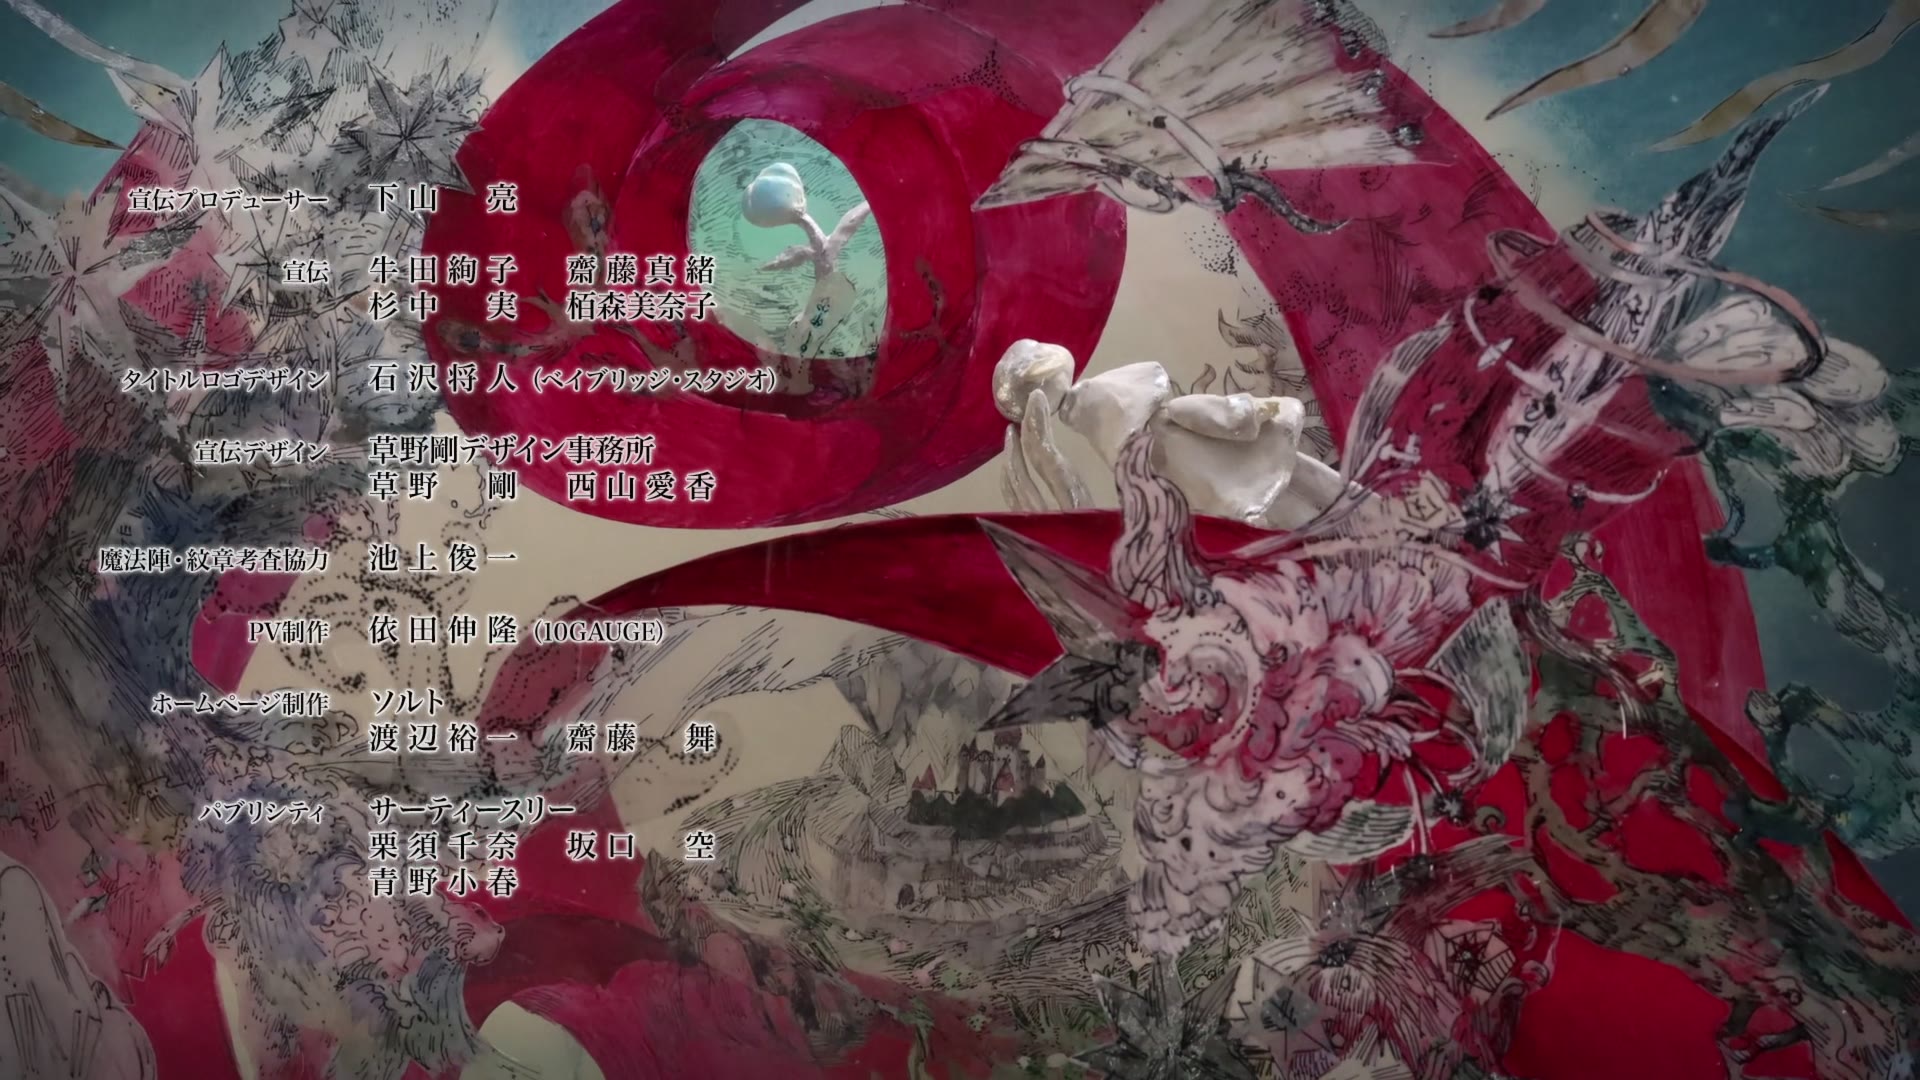 宣伝プロデューサー 下山 亮
宣伝 牛田絢子 齋藤真緒
杉中 実 栢森美奈子
タイトルロゴデザイン 石沢将人（ベイブリッジ・スタジオ）
宣伝デザイン 草野剛デザイン事務所
草野 剛 西山愛香
魔法陣・紋章考査協力 池上俊一
PV制作 依田伸隆（10GAUGE）
ホームページ制作 ソルト
渡辺裕一 齋藤 舞
パブリシティ サーティースリー
栗須千奈 坂口 空
青野小春